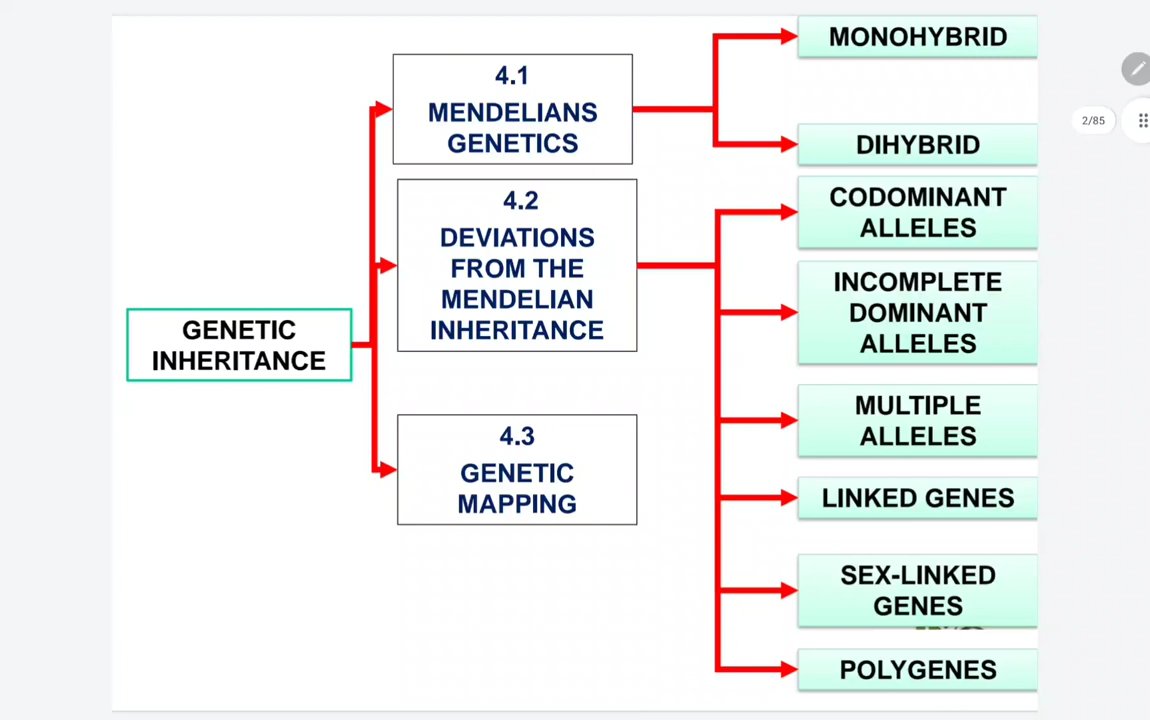 GENETIC
INHERITANCE
4.1
MENDELIANS
GENETICS
MONOHYBRID
DIHYBRID
4.2
DEVIATIONS
FROM THE
MENDELIAN
INHERITANCE
CODOMINANT
ALLELES
INCOMPLETE
DOMINANT
ALLELES
MULTIPLE
ALLELES
LINKED GENES
SEX-LINKED
GENES
POLYGENES
4.3
GENETIC
MAPPING
2/85